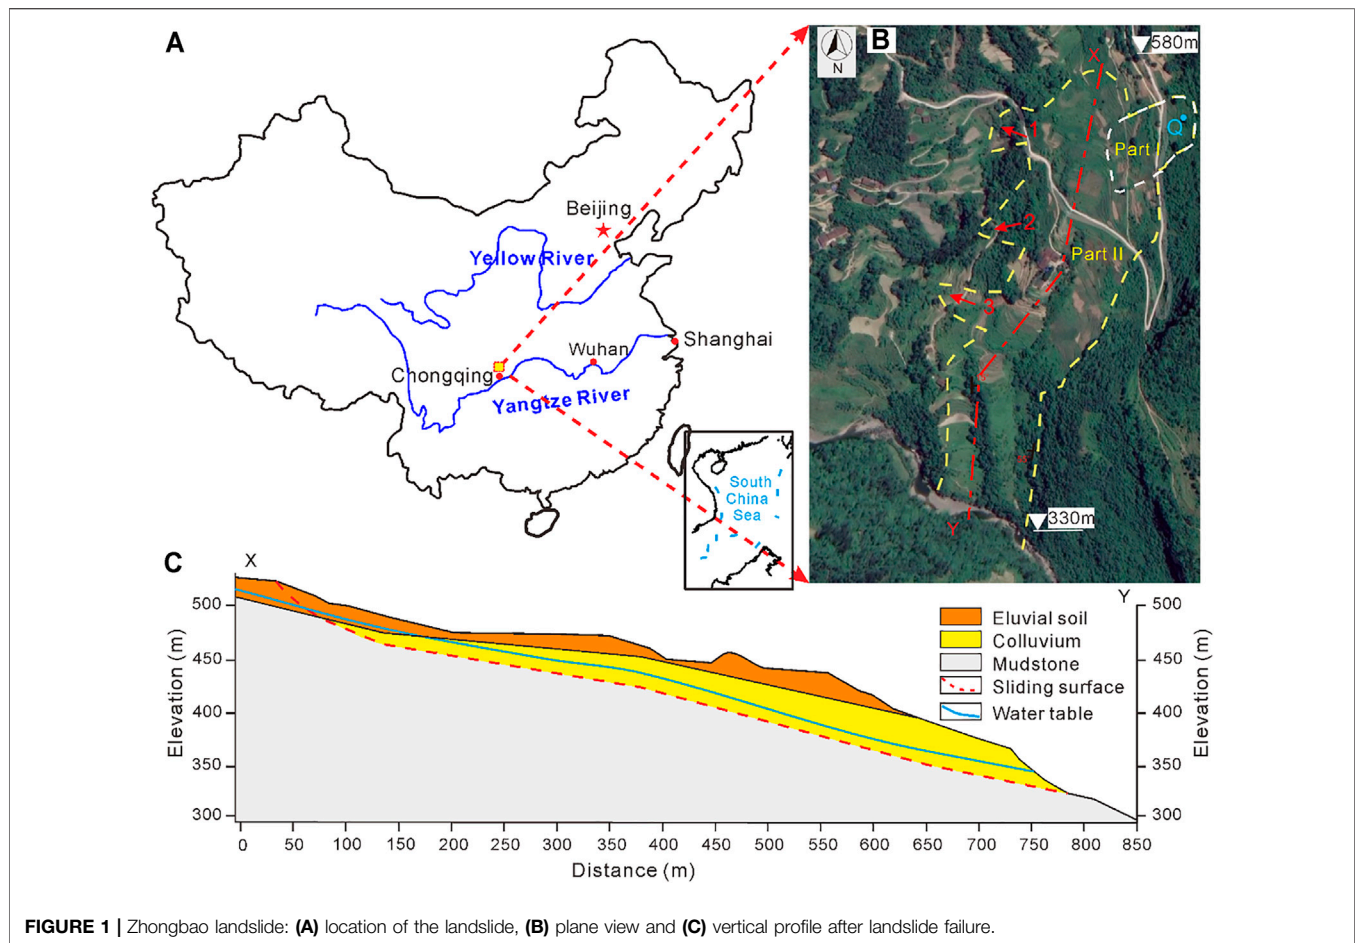 A
Beijing
Yellow River
Shanghai
Wuhan
Chongqing
Yangtze River
South
China
Sea
B
N
580m
X
Q
1
Part I
2
Part II
3
Y
330m
C
X
Y
500
450
400
350
300
Elevation (m)
500
450
400
350
300
Elevation (m)
Eluvial soil
Colluvium
Mudstone
Sliding surface
Water table
0 50 100 150 200 250 300 350 400 450 500 550 600 650 700 750 800 850
Distance (m)
FIGURE 1 | Zhongbao landslide: (A) location of the landslide, (B) plane view and (C) vertical profile after landslide failure.